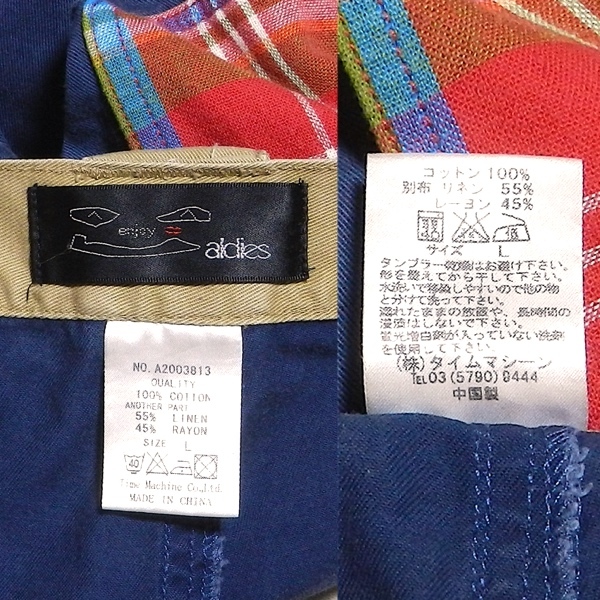 enjoy
aldies
NO. A2003813
QUALITY
100% COTTON
ANOTHER PART
55% LINEN
45% RAYON
SIZE L
40
Time Machine Co., Ltd.
MADE IN CHINA
コットン 100%
別布 リネン 55%
レーヨン 45%
サイズ L
タンブラー乾燥はお避け下さい。
形を整えてから干して下さい。
水洗いで移染しやすいので他の物
と分けて洗って下さい。
濡れたままの放置や、長時間の
浸漬はしないで下さい。
蛍光増白剤が入っていない洗剤
を使用して下さい。
(株)タイムマシーン
TEL 03 (5790) 8444
中国製